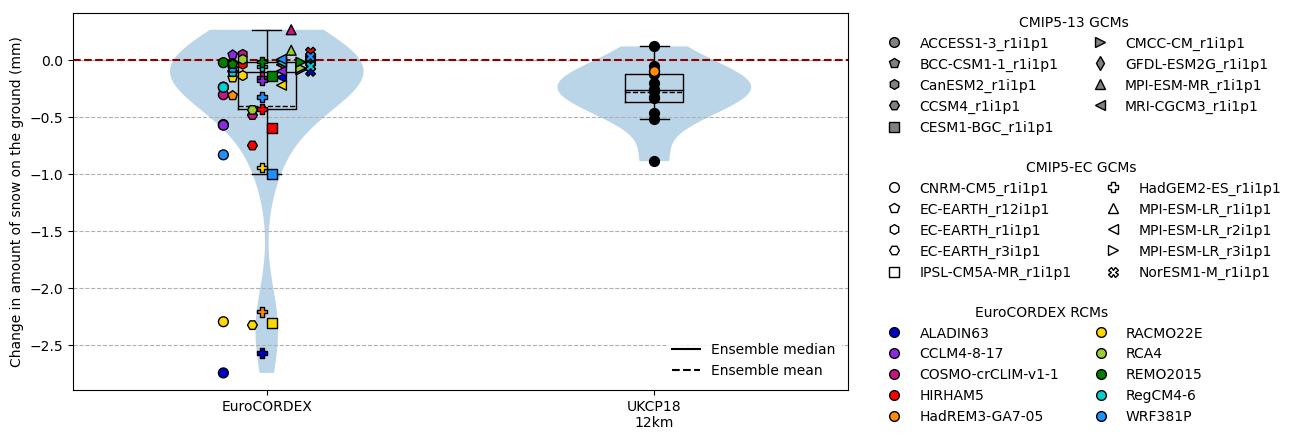 Change in amount of snow on the ground (mm)
0.0
−0.5
−1.0
−1.5
−2.0
−2.5
EuroCORDEX
UKCP18
12km
Ensemble median
Ensemble mean
CMIP5-13 GCMs
ACCESS1-3_r1i1p1
BCC-CSM1-1_r1i1p1
CanESM2_r1i1p1
CCSM4_r1i1p1
CESM1-BGC_r1i1p1
CMCC-CM_r1i1p1
GFDL-ESM2G_r1i1p1
MPI-ESM-MR_r1i1p1
MRI-CGCM3_r1i1p1
CMIP5-EC GCMs
CNRM-CM5_r1i1p1
EC-EARTH_r12i1p1
EC-EARTH_r1i1p1
EC-EARTH_r3i1p1
IPSL-CM5A-MR_r1i1p1
HadGEM2-ES_r1i1p1
MPI-ESM-LR_r1i1p1
MPI-ESM-LR_r2i1p1
MPI-ESM-LR_r3i1p1
NorESM1-M_r1i1p1
EuroCORDEX RCMs
ALADIN63
CCLM4-8-17
COSMO-crCLIM-v1-1
HIRHAM5
HadREM3-GA7-05
RACMO22E
RCA4
REMO2015
RegCM4-6
WRF381P